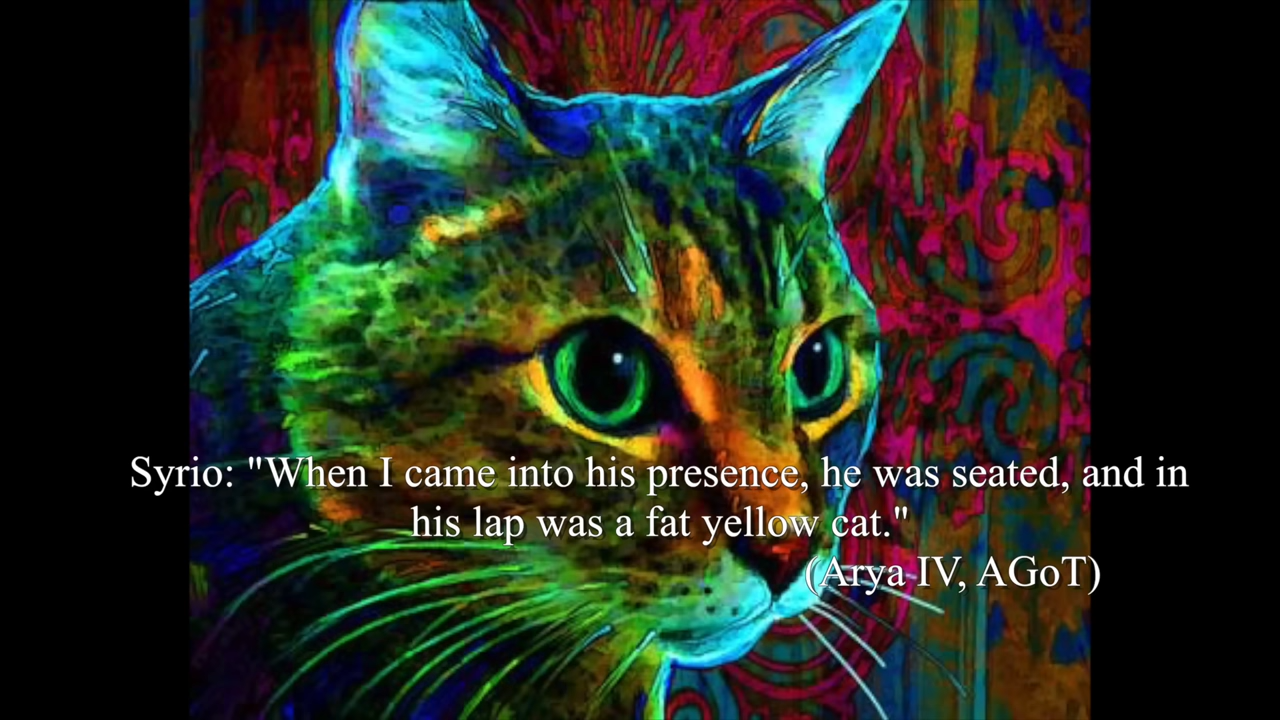 Syrio: "When I came into his presence, he was seated, and in
his lap was a fat yellow cat."
(Arya IV, AGoT)